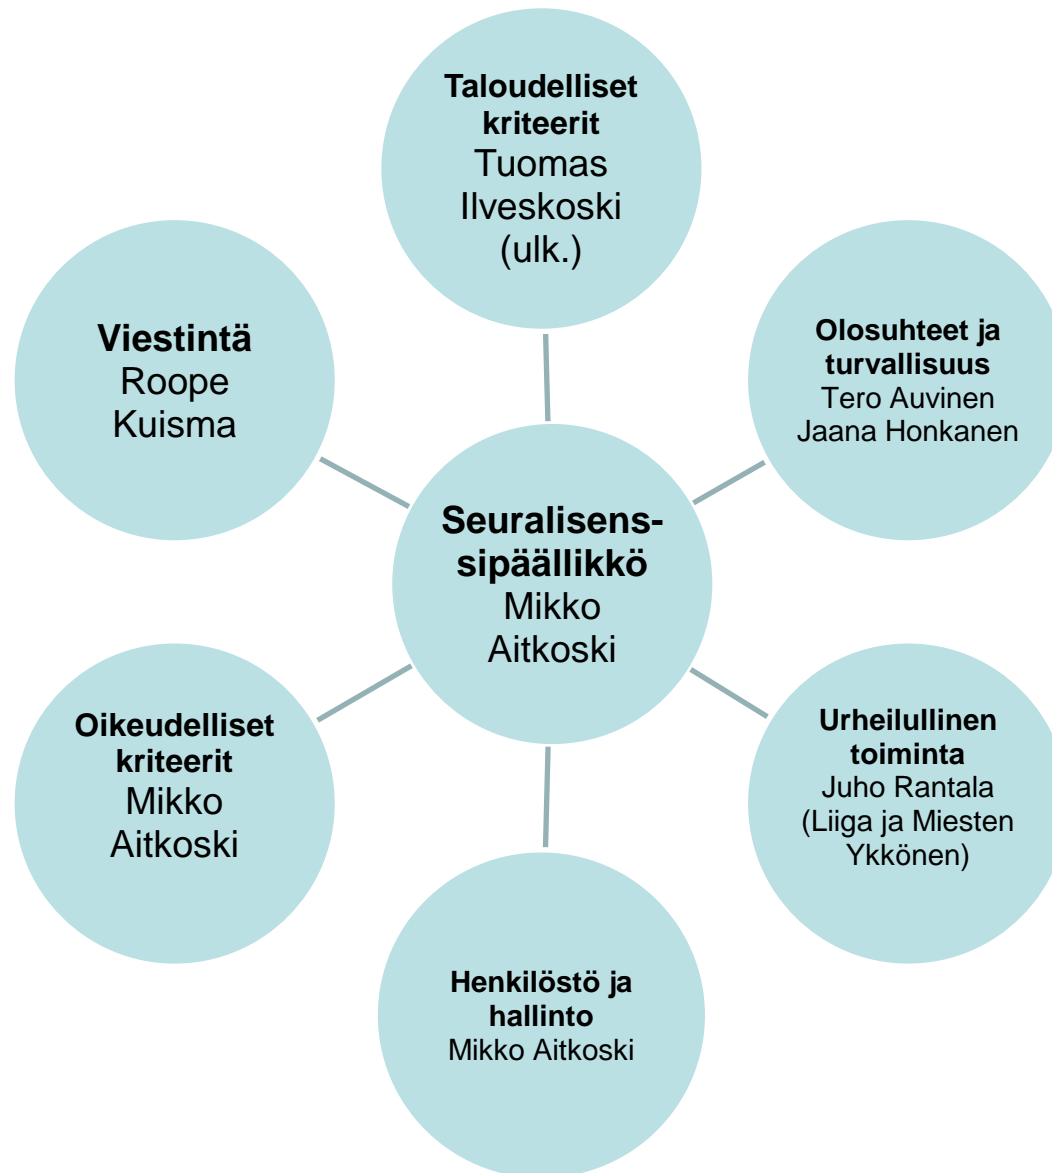 Taloudelliset
kriteerit
Tuomas
Ilveskoski
(ulk.)
Viestintä
Roope
Kuisma
Olosuhteet ja
turvallisuus
Tero Auvinen
Jaana Honkanen
Seuralisens-
sipäällikkö
Mikko
Aitkoski
Oikeudelliset
kriteerit
Mikko
Aitkoski
Urheilullinen
toiminta
Juho Rantala
(Liiga ja Miesten
Ykkönen)
Henkilöstö ja
hallinto
Mikko Aitkoski